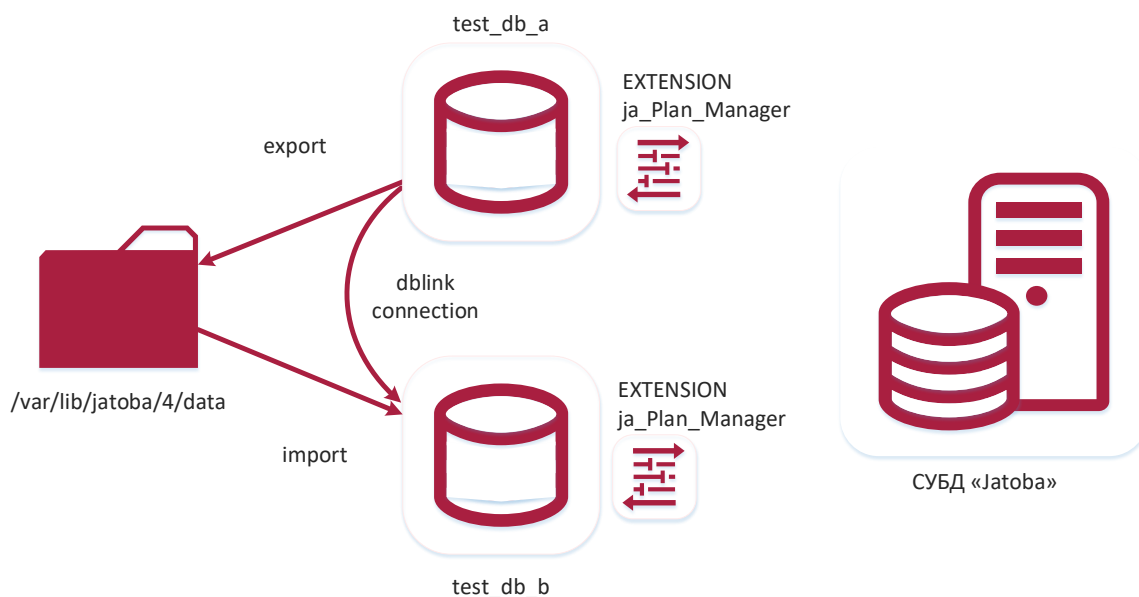 test_db_a
EXTENSION
ja_Plan_Manager
export
dblink
connection
/var/lib/jatoba/4/data
EXTENSION
ja_Plan_Manager
import
СУБД «Jatoba»
test_db_b